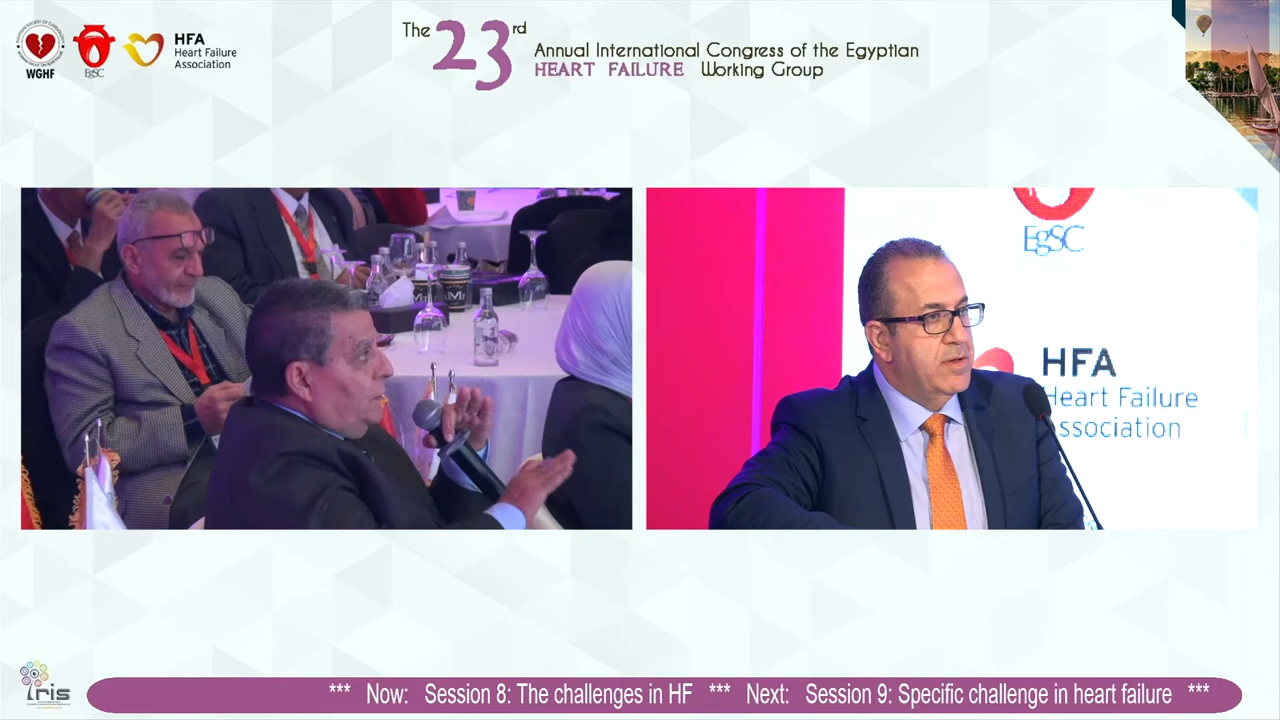 WGHF
EgSC
HFA
Heart Failure
Association
The 23rd
Annual International Congress of the Egyptian
HEART FAILURE Working Group
EgSC
HFA
Heart Failure
ssociation
iris
*** Now: Session 8: The challenges in HF *** Next: Session 9: Specific challenge in heart failure ***